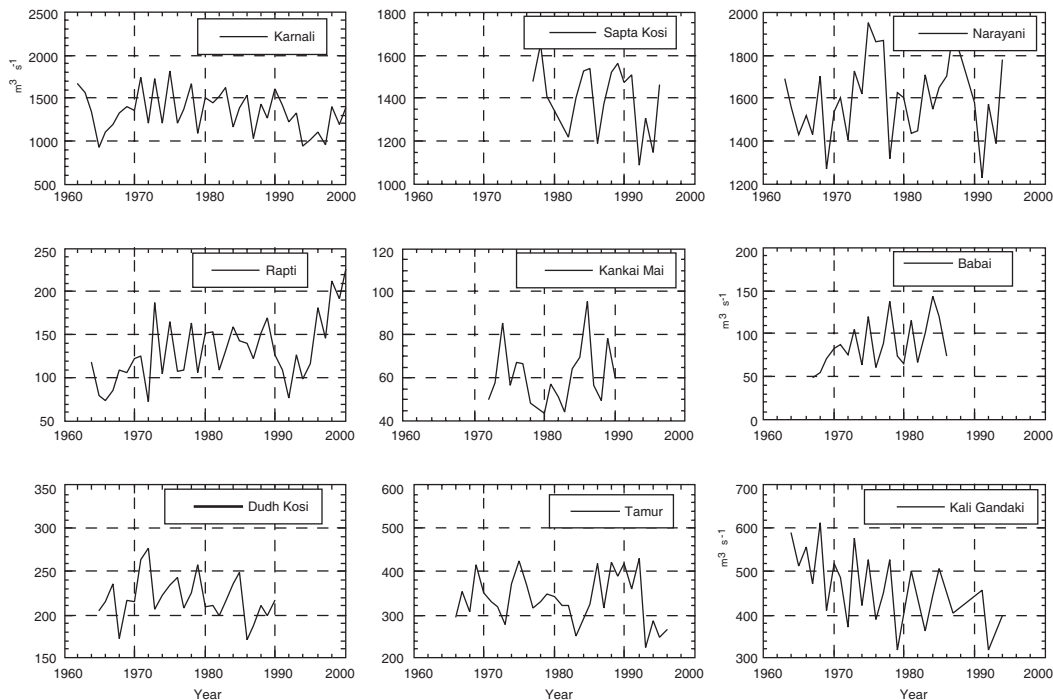 2500
2000
1500
1000
500
m³ s⁻¹
Karnali
1960 1970 1980 1990 2000
1800
1600
1400
1200
1000
Sapta Kosi
1960 1970 1980 1990 2000
2000
1800
1600
1400
1200
Narayani
1960 1970 1980 1990 2000
250
200
150
100
50
Rapti
1960 1970 1980 1990 2000
120
100
80
60
40
Kankai Mai
1960 1970 1980 1990 2000
200
150
100
50
0
m³ s⁻¹
Babai
1960 1970 1980 1990 2000
350
300
250
200
150
Dudh Kosi
1960 1970 1980 1990 2000
Year
600
500
400
300
200
Tamur
1960 1970 1980 1990 2000
Year
700
600
500
400
300
m³ s⁻¹
Kali Gandaki
1960 1970 1980 1990 2000
Year